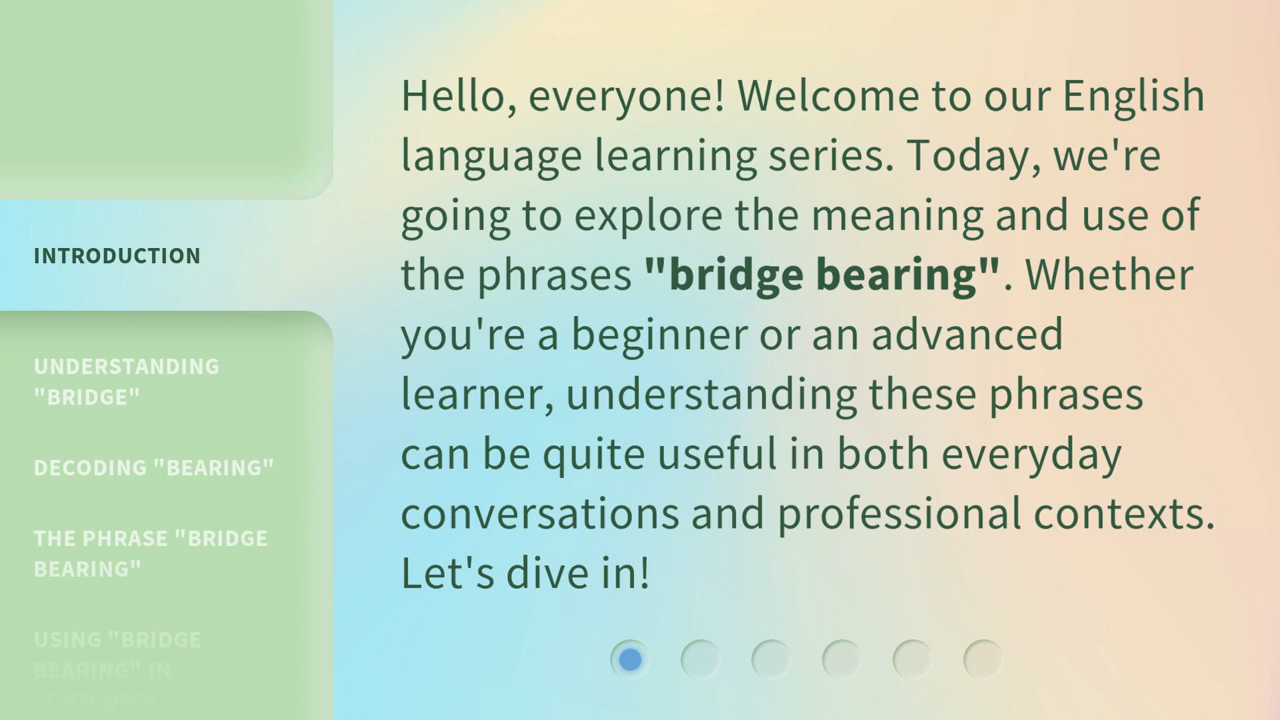 INTRODUCTION
UNDERSTANDING
"BRIDGE"
DECODING "BEARING"
THE PHRASE "BRIDGE
BEARING"
USING "BRIDGE
BEARING" IN
SENTENCES
Hello, everyone! Welcome to our English
language learning series. Today, we're
going to explore the meaning and use of
the phrases "bridge bearing". Whether
you're a beginner or an advanced
learner, understanding these phrases
can be quite useful in both everyday
conversations and professional contexts.
Let's dive in!